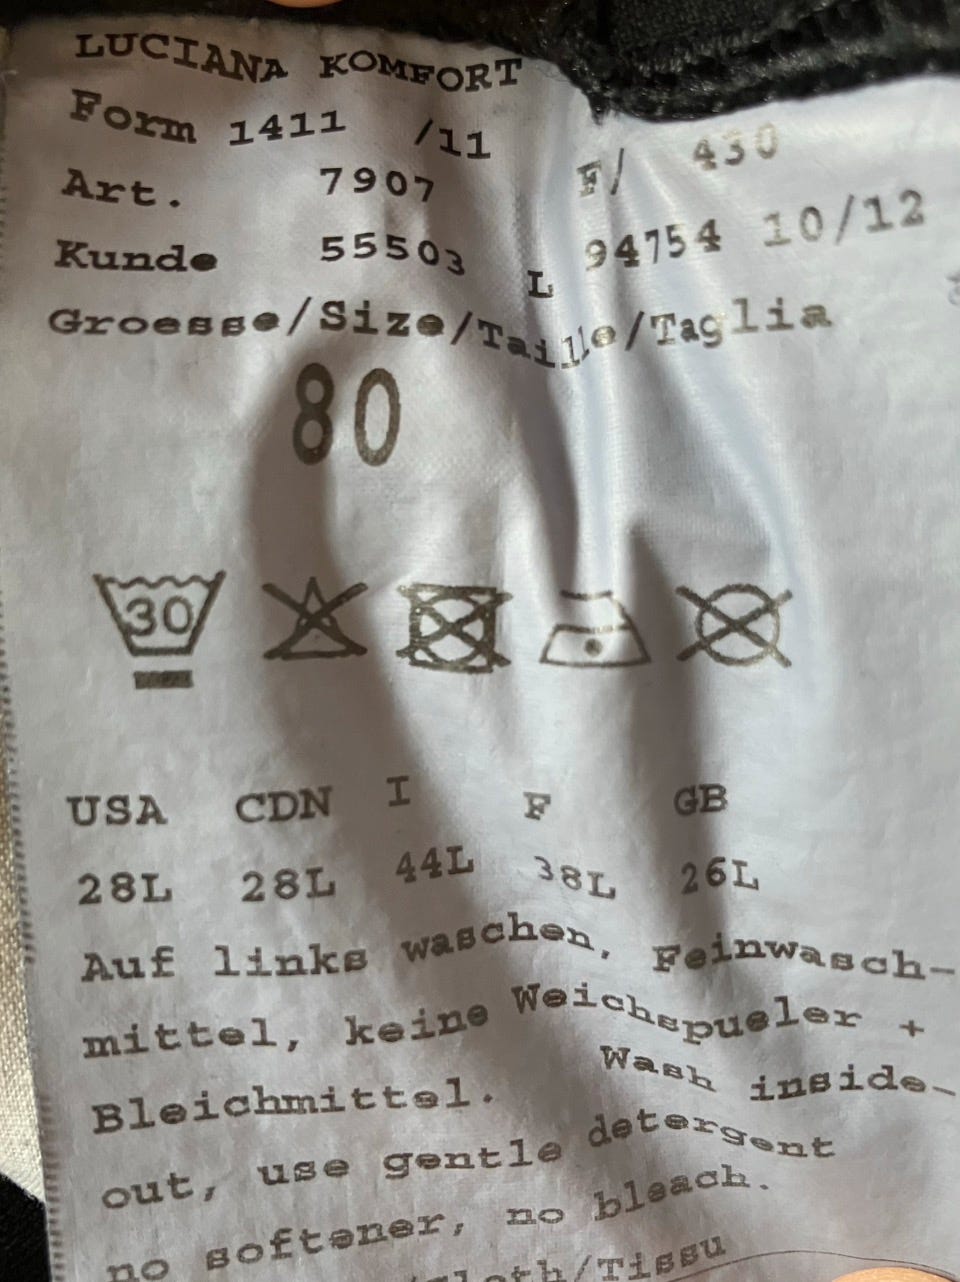 LUCIANA KOMFORT
Form 1411 /11 F/ 430
Art. 7907
Kunde 55503 L 94754 10/12
Groesse/Size/Taille/Taglia
80
30
USA CDN I F GB
28L 28L 44L 38L 26L
Auf links waschen, Feinwasch-
mittel, keine Weichspueler +
Bleichmittel. Wash inside-
out, use gentle detergent
no softener, no bleach.
/Cloth/Tissu